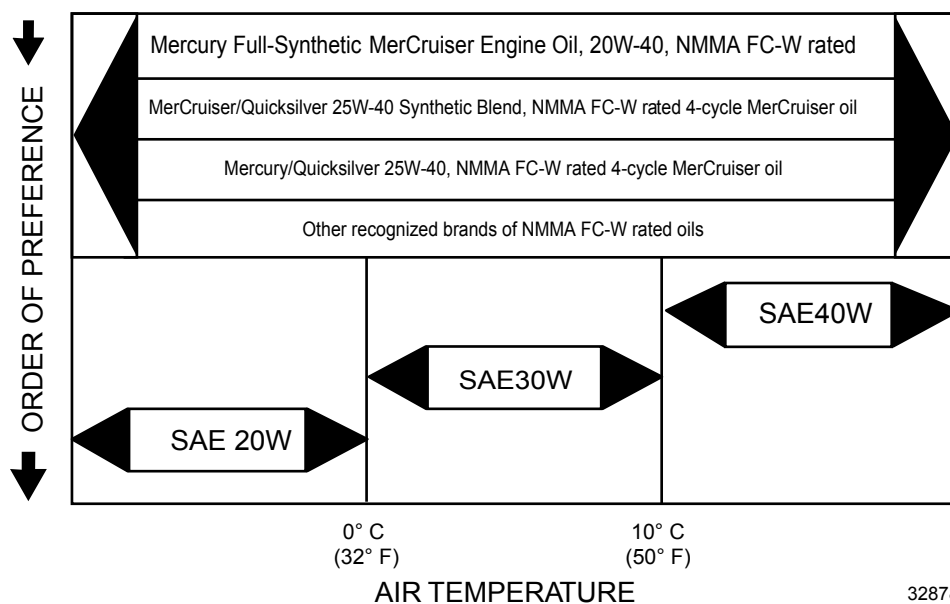 ORDER OF PREFERENCE
Mercury Full-Synthetic MerCruiser Engine Oil, 20W-40, NMMA FC-W rated
MerCruiser/Quicksilver 25W-40 Synthetic Blend, NMMA FC-W rated 4-cycle MerCruiser oil
Mercury/Quicksilver 25W-40, NMMA FC-W rated 4-cycle MerCruiser oil
Other recognized brands of NMMA FC-W rated oils
SAE40W
SAE30W
SAE 20W
0° C
(32° F)
10° C
(50° F)
AIR TEMPERATURE
3287